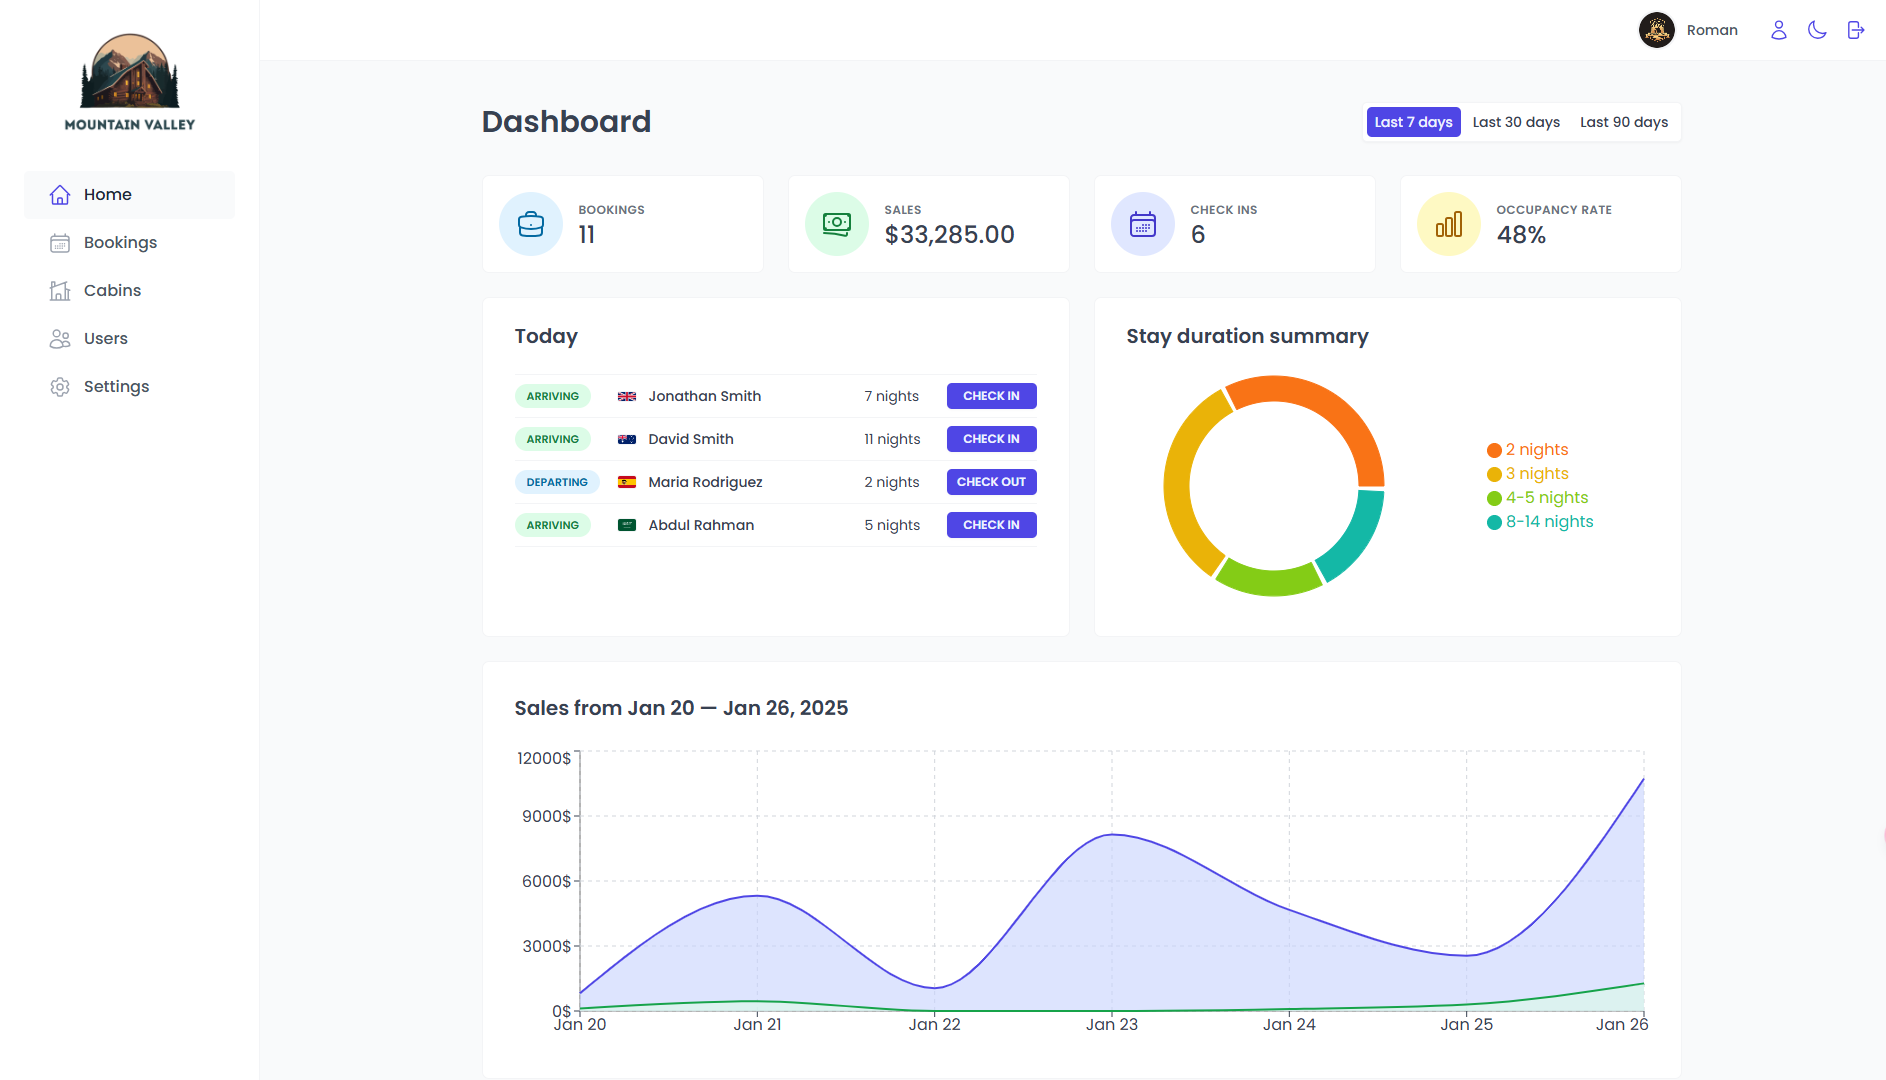 MOUNTAIN VALLEY
Roman
Home
Bookings
Cabins
Users
Settings
Dashboard
Last 7 days Last 30 days Last 90 days
BOOKINGS
11
SALES
$33,285.00
CHECK INS
6
OCCUPANCY RATE
48%
Today
ARRIVING Jonathan Smith 7 nights CHECK IN
ARRIVING David Smith 11 nights CHECK IN
DEPARTING Maria Rodriguez 2 nights CHECK OUT
ARRIVING Abdul Rahman 5 nights CHECK IN
Stay duration summary
2 nights
3 nights
4-5 nights
8-14 nights
Sales from Jan 20 — Jan 26, 2025
12000$
9000$
6000$
3000$
0$
Jan 20 Jan 21 Jan 22 Jan 23 Jan 24 Jan 25 Jan 26